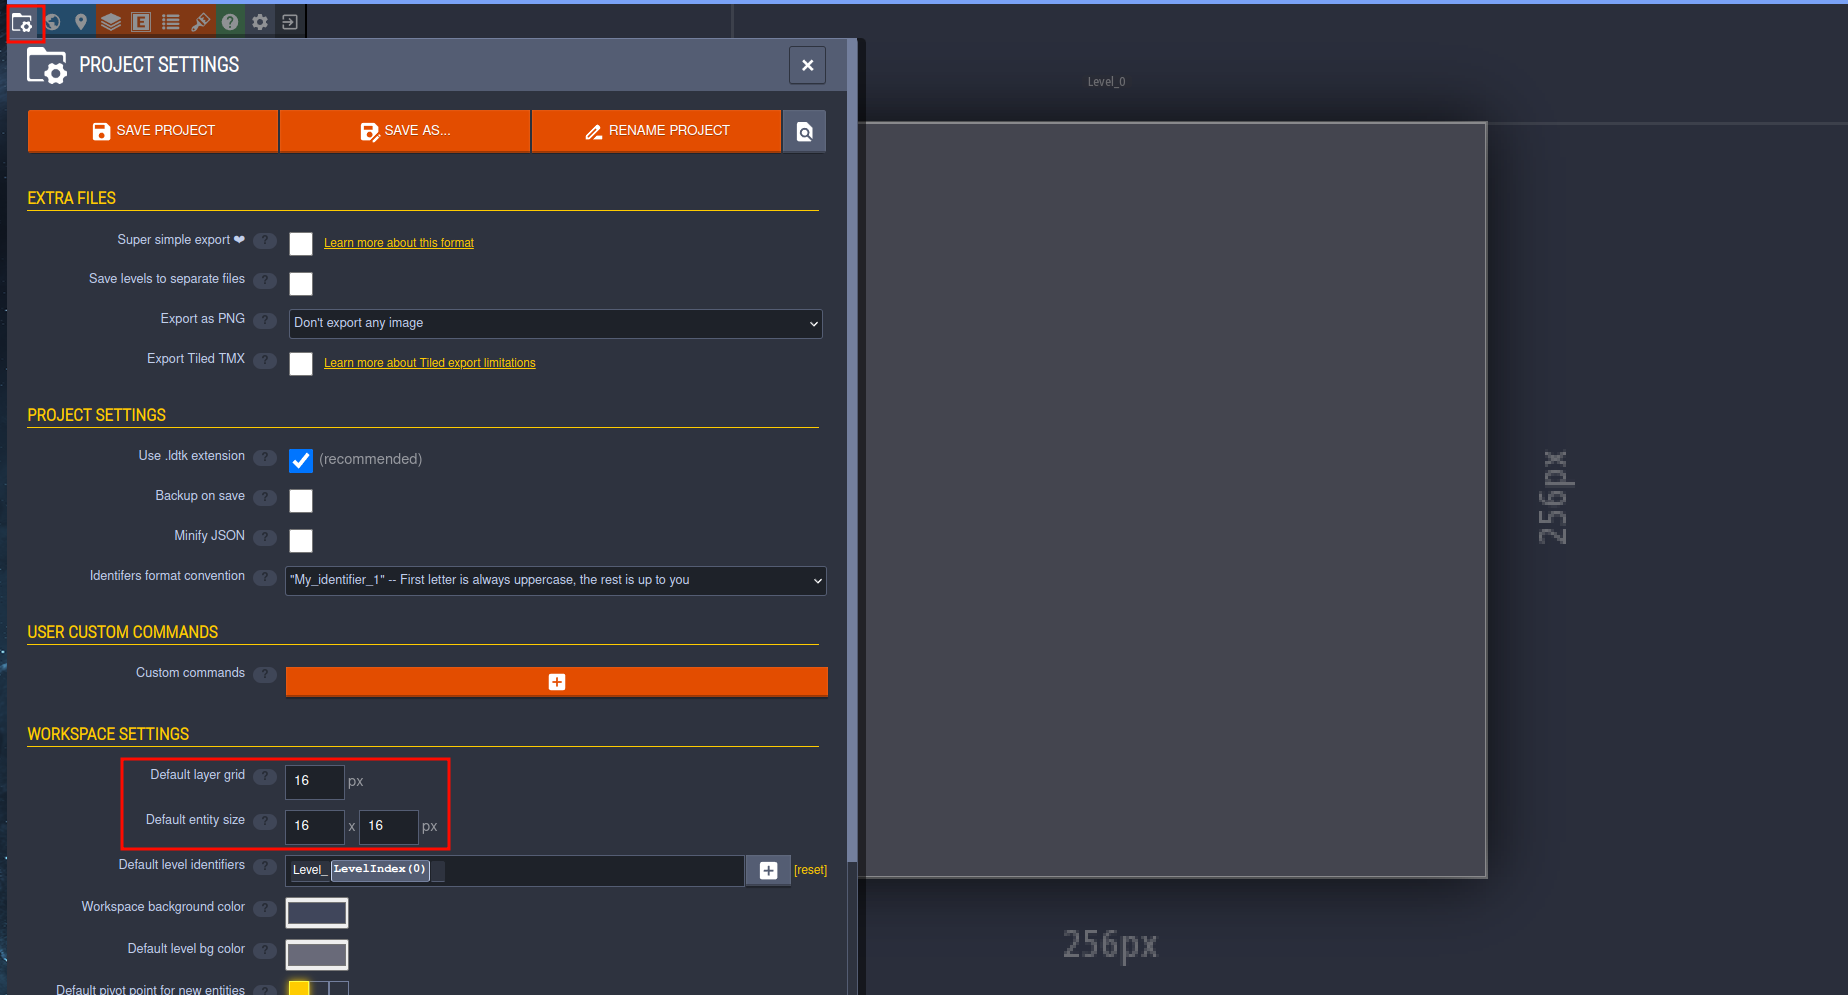 E
?
PROJECT SETTINGS
Level_0
SAVE PROJECT
SAVE AS...
RENAME PROJECT
EXTRA FILES
Super simple export ❤ ?
Learn more about this format
Save levels to separate files ?
Export as PNG ?
Don't export any image
Export Tiled TMX ?
Learn more about Tiled export limitations
PROJECT SETTINGS
Use .ldtk extension ?
(recommended)
256px
Backup on save ?
Minify JSON ?
Identifers format convention ?
"My_identifier_1" -- First letter is always uppercase, the rest is up to you
USER CUSTOM COMMANDS
Custom commands ?
WORKSPACE SETTINGS
Default layer grid ? 16 px
Default entity size ? 16 x 16 px
Default level identifiers ? Level_ LevelIndex(0) [reset]
Workspace background color ?
256px
Default level bg color ?
Default pivot point for new entities ?